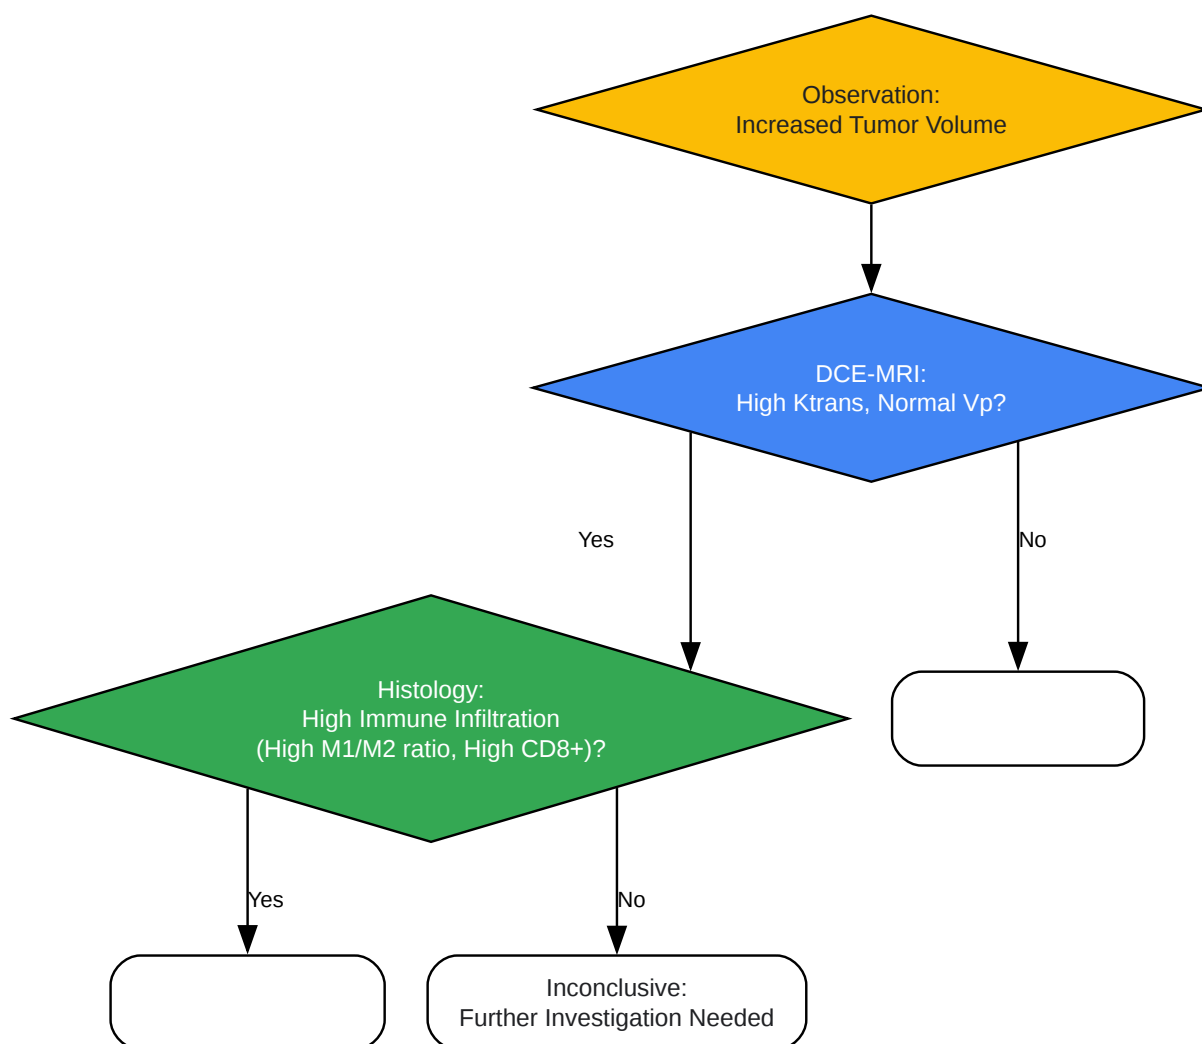 Observation:
Increased Tumor Volume
DCE-MRI:
High Ktrans, Normal Vp?
Yes
No
Histology:
High Immune Infiltration
(High M1/M2 ratio, High CD8+)?
Yes
No
Inconclusive:
Further Investigation Needed